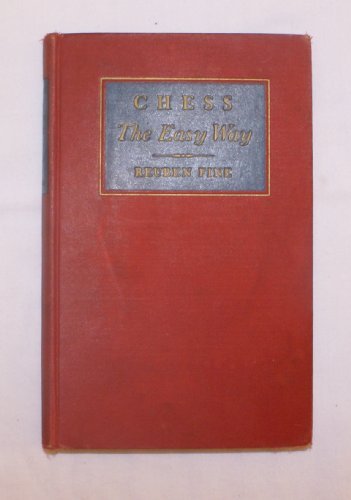 CHESS
The Easy Way
REUBEN FINE